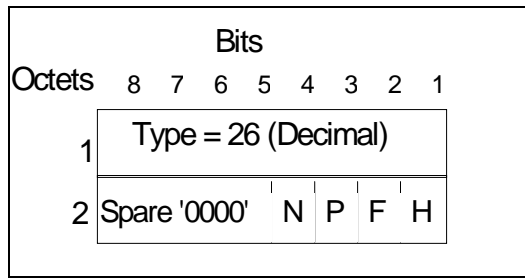 Bits
Octets 8 7 6 5 4 3 2 1
1 Type = 26 (Decimal)
2 Spare '0000' N P F H